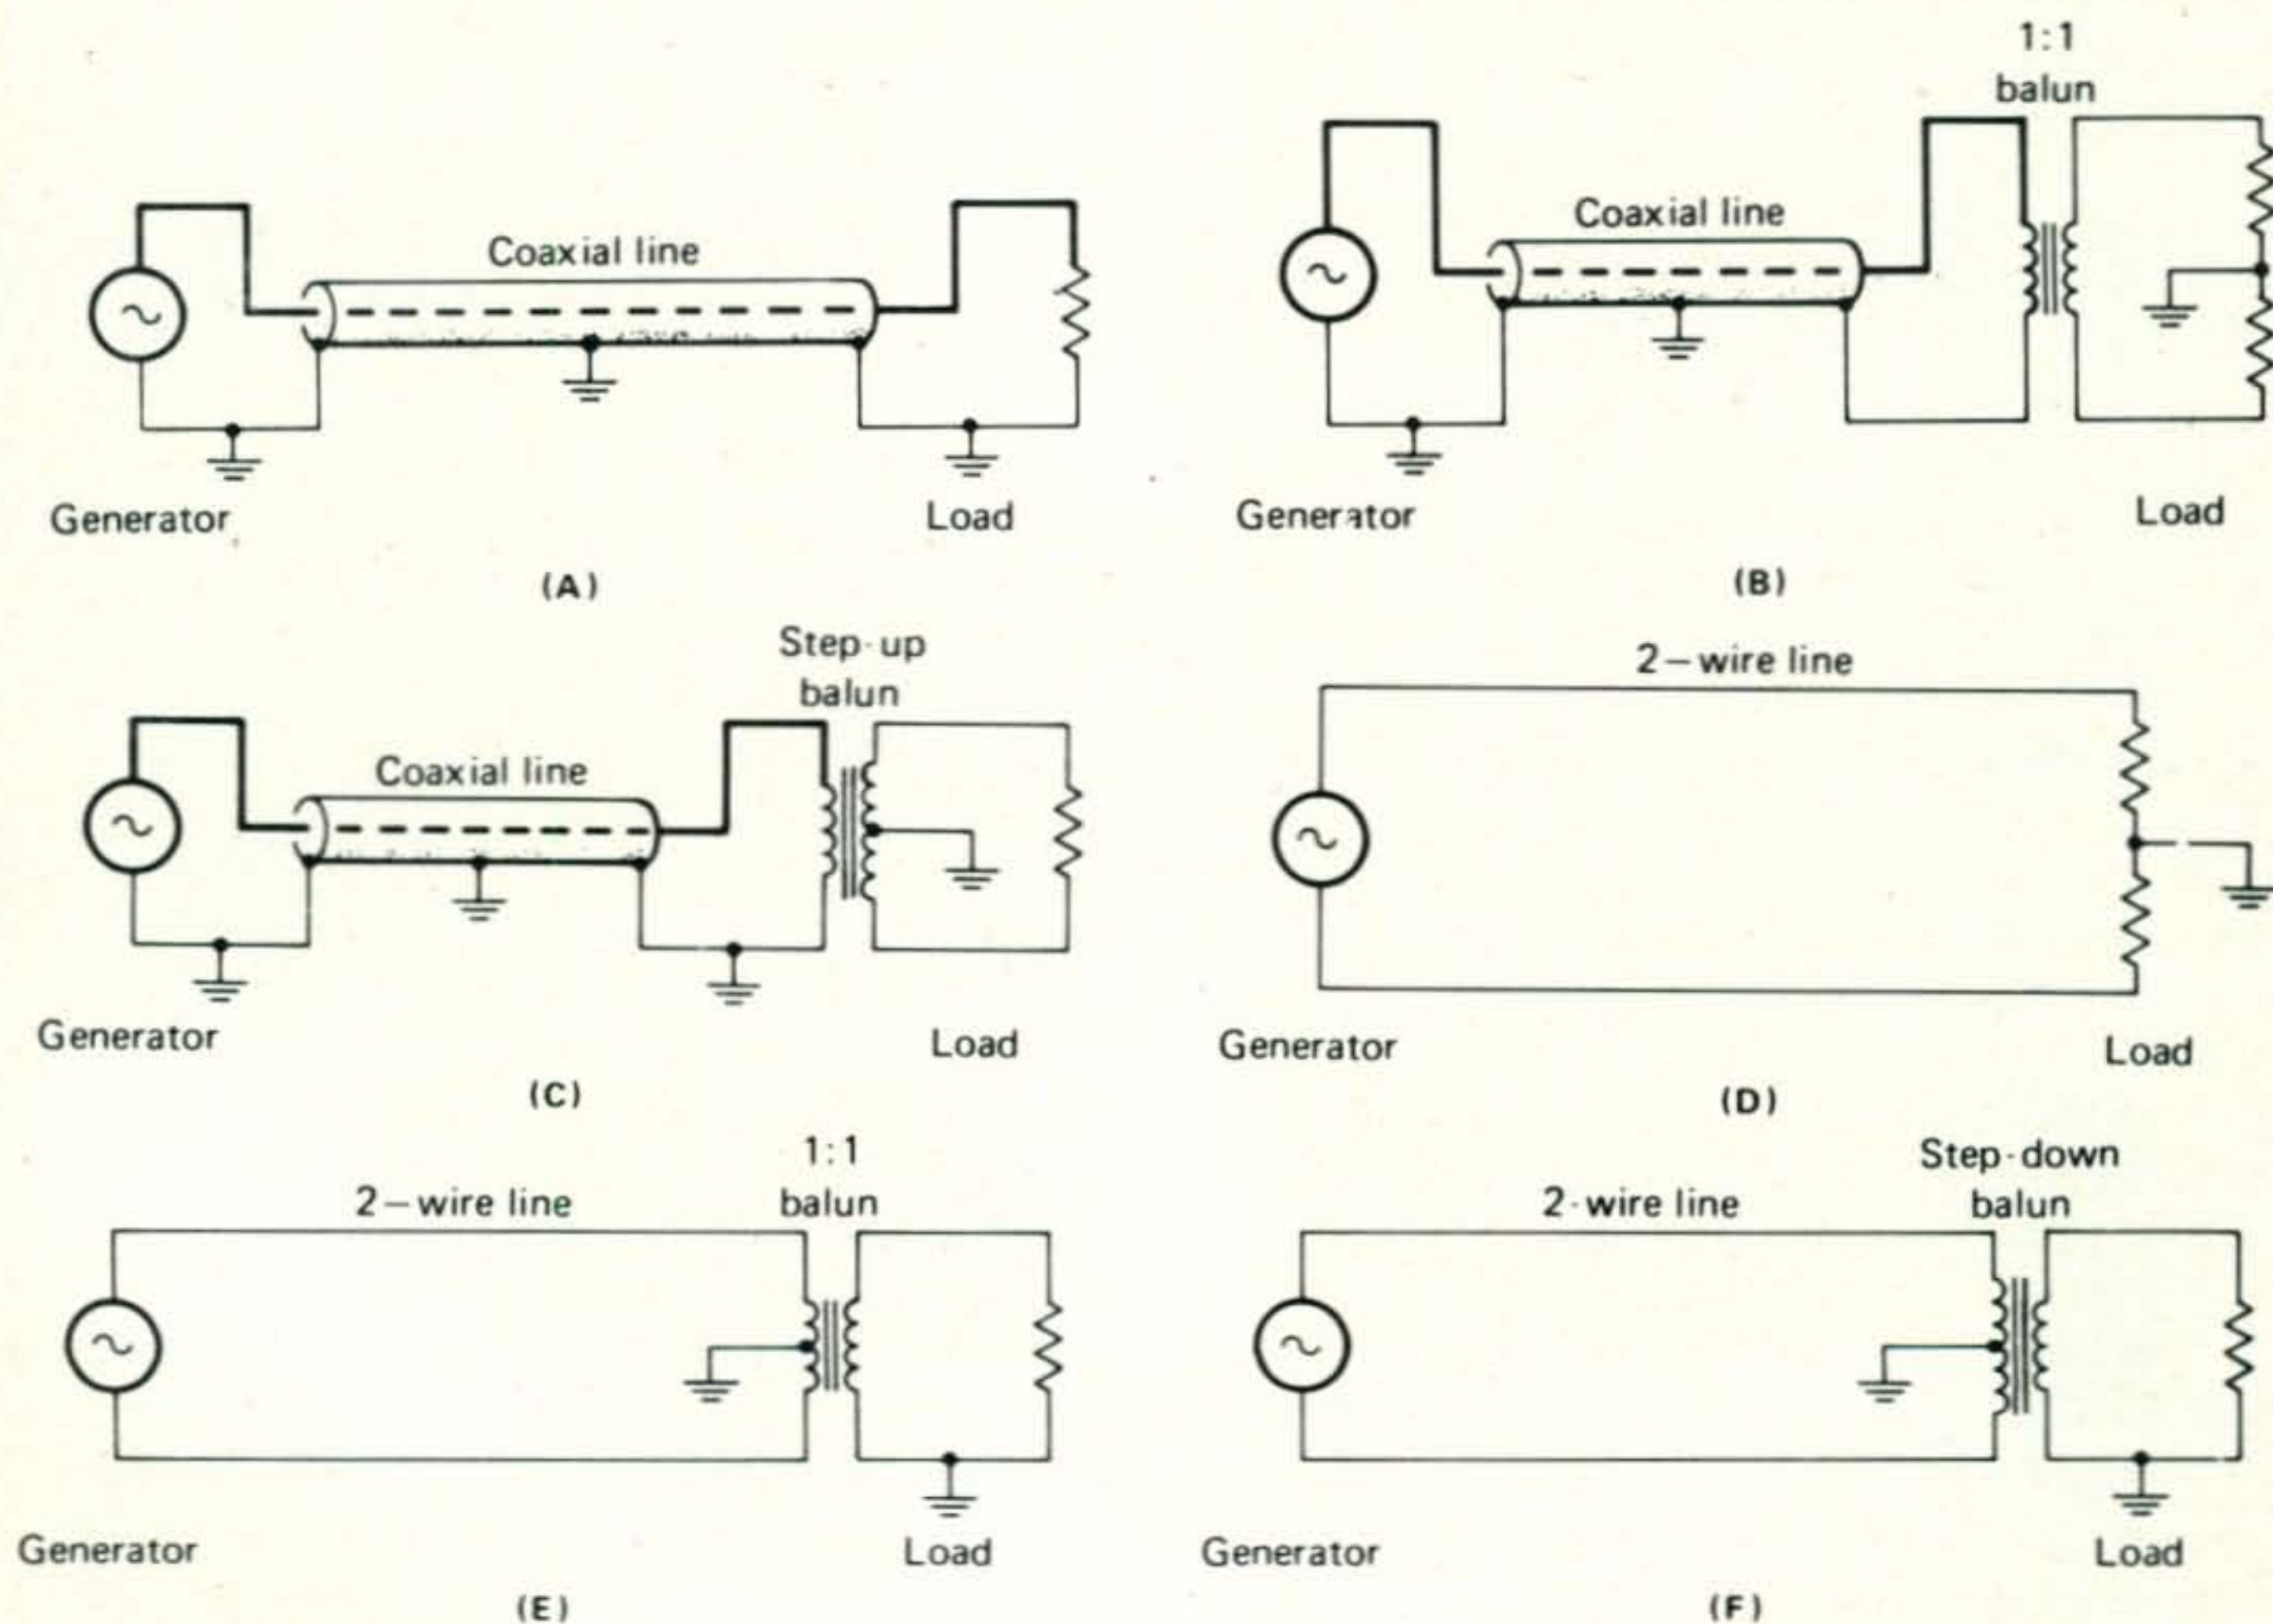 Coaxial line
Generator
Load
(A)
1:1
balun
Coaxial line
Generator
Load
(B)
Step-up
balun
Coaxial line
Generator
Load
(C)
2-wire line
Generator
Load
(D)
1:1
balun
2-wire line
Generator
Load
(E)
Step-down
balun
2-wire line
Generator
Load
(F)